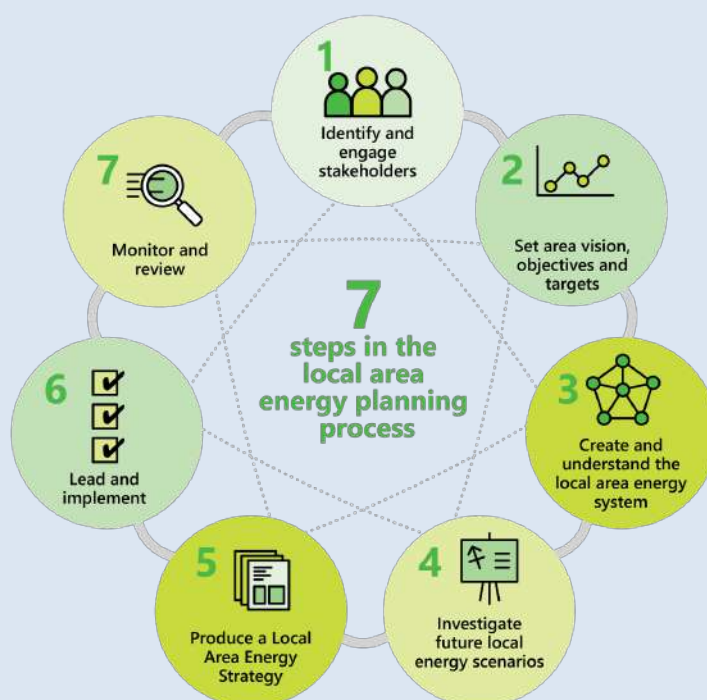 1
Identify and
engage
stakeholders
2
Set area vision,
objectives and
targets
3
Create and
understand the
local area energy
system
4
Investigate
future local
energy scenarios
5
Produce a Local
Area Energy
Strategy
6
Lead and
implement
7
Monitor and
review
7
steps in the
local area
energy planning
process